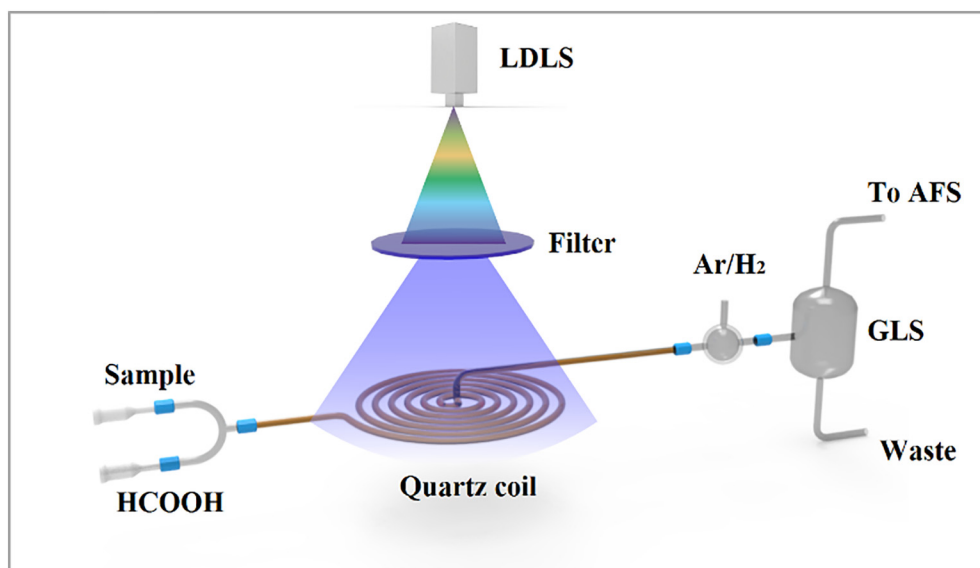 LDLS
Filter
To AFS
Ar/H₂
GLS
Sample
HCOOH
Quartz coil
Waste